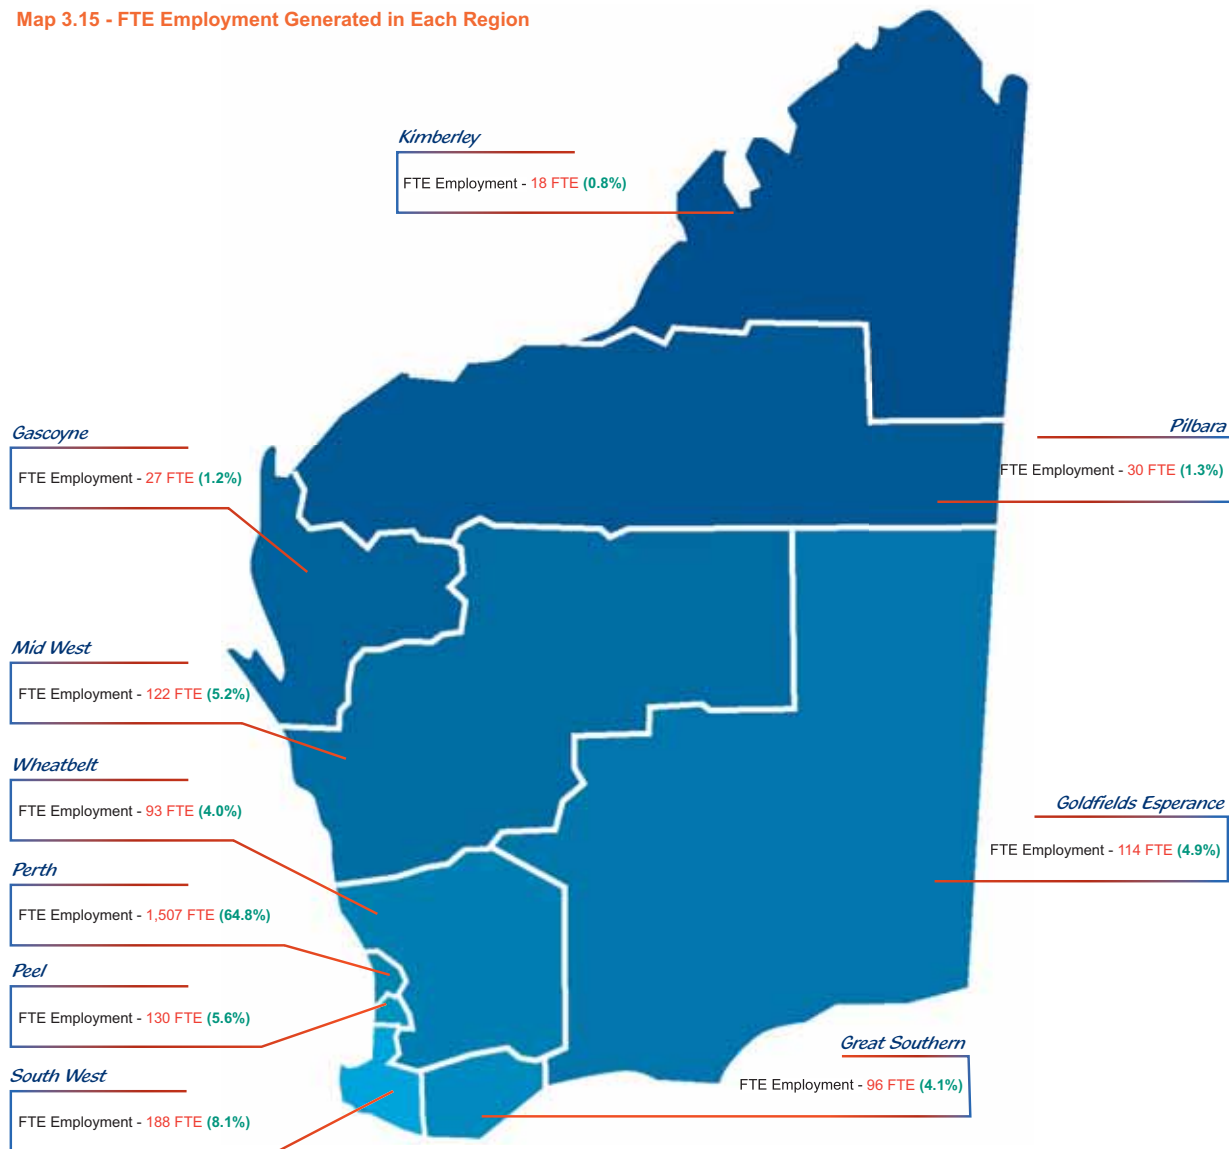 Map 3.15 - FTE Employment Generated in Each Region
Kimberley
FTE Employment - 18 FTE (0.8%)
Gascoyne
FTE Employment - 27 FTE (1.2%)
Pilbara
FTE Employment - 30 FTE (1.3%)
Mid West
FTE Employment - 122 FTE (5.2%)
Wheatbelt
FTE Employment - 93 FTE (4.0%)
Goldfields Esperance
FTE Employment - 114 FTE (4.9%)
Perth
FTE Employment - 1,507 FTE (64.8%)
Peel
FTE Employment - 130 FTE (5.6%)
Great Southern
FTE Employment - 96 FTE (4.1%)
South West
FTE Employment - 188 FTE (8.1%)